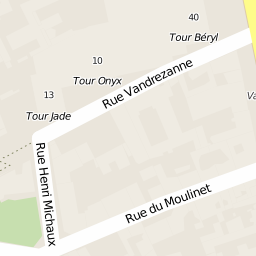 40
Tour Béryl
10
Tour Onyx
Rue Vandrezanne
13
Tour Jade
Rue Henri Michaux
Rue du Moulinet